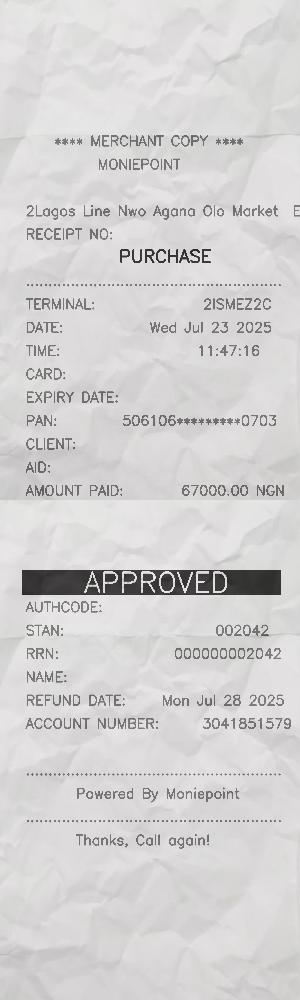 **** MERCHANT COPY ****
MONIEPOINT
2Lagos Line Nwo Agana Olo Market E
RECEIPT NO:
PURCHASE
TERMINAL: 2ISMEZ2C
DATE: Wed Jul 23 2025
TIME: 11:47:16
CARD:
EXPIRY DATE:
PAN: 506106*********0703
CLIENT:
AID:
AMOUNT PAID: 67000.00 NGN
APPROVED
AUTHCODE:
STAN: 002042
RRN: 000000002042
NAME:
REFUND DATE: Mon Jul 28 2025
ACCOUNT NUMBER: 3041851579
Powered By Moniepoint
Thanks, Call again!